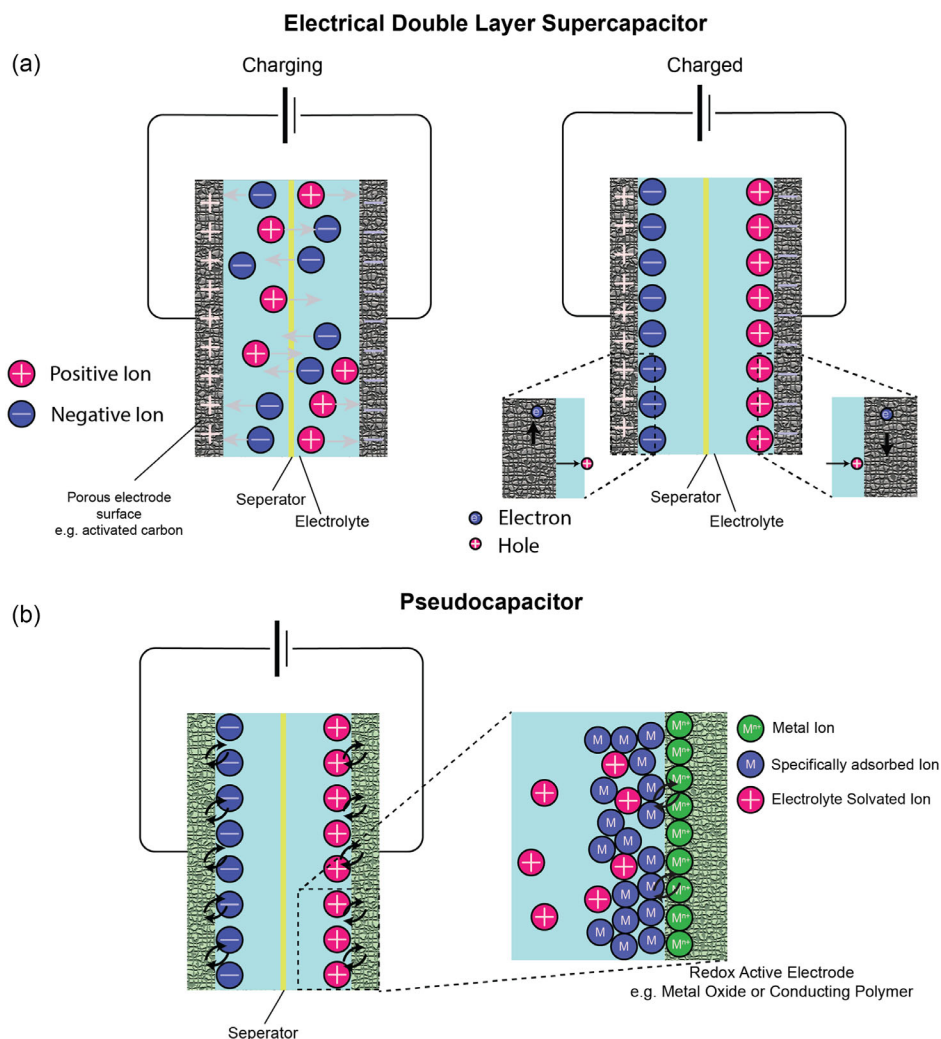 Electrical Double Layer Supercapacitor
(a)
Charging
Charged
+ Positive Ion
− Negative Ion
Porous electrode
surface
e.g. activated carbon
Seperator
Electrolyte
e
e
+
+
Seperator
Electrolyte
e Electron
+ Hole
Pseudocapacitor
(b)
Mⁿ⁺ Metal Ion
M Specifically adsorbed Ion
+ Electrolyte Solvated Ion
Redox Active Electrode
e.g. Metal Oxide or Conducting Polymer
Seperator